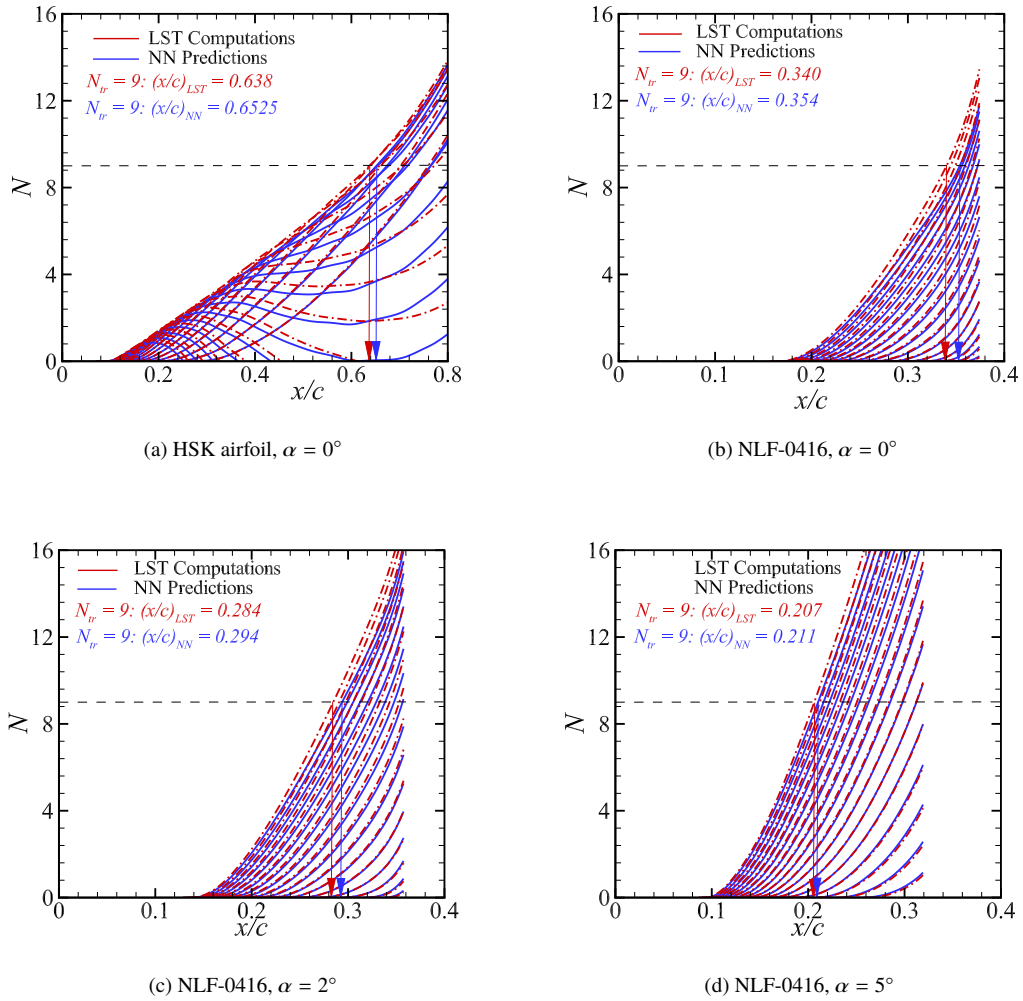 16
LST Computations
NN Predictions
N_tr = 9: (x/c)_LST = 0.638
N_tr = 9: (x/c)_NN = 0.6525
12
N
8
4
0
0 0.2 0.4 0.6 0.8
x/c
(a) HSK airfoil, α = 0°
16
LST Computations
NN Predictions
N_tr = 9: (x/c)_LST = 0.340
N_tr = 9: (x/c)_NN = 0.354
12
N
8
4
0
0 0.1 0.2 0.3 0.4
x/c
(b) NLF-0416, α = 0°
16
LST Computations
NN Predictions
N_tr = 9: (x/c)_LST = 0.284
N_tr = 9: (x/c)_NN = 0.294
12
N
8
4
0
0 0.1 0.2 0.3 0.4
x/c
(c) NLF-0416, α = 2°
16
LST Computations
NN Predictions
N_tr = 9: (x/c)_LST = 0.207
N_tr = 9: (x/c)_NN = 0.211
12
N
8
4
0
0 0.1 0.2 0.3 0.4
x/c
(d) NLF-0416, α = 5°